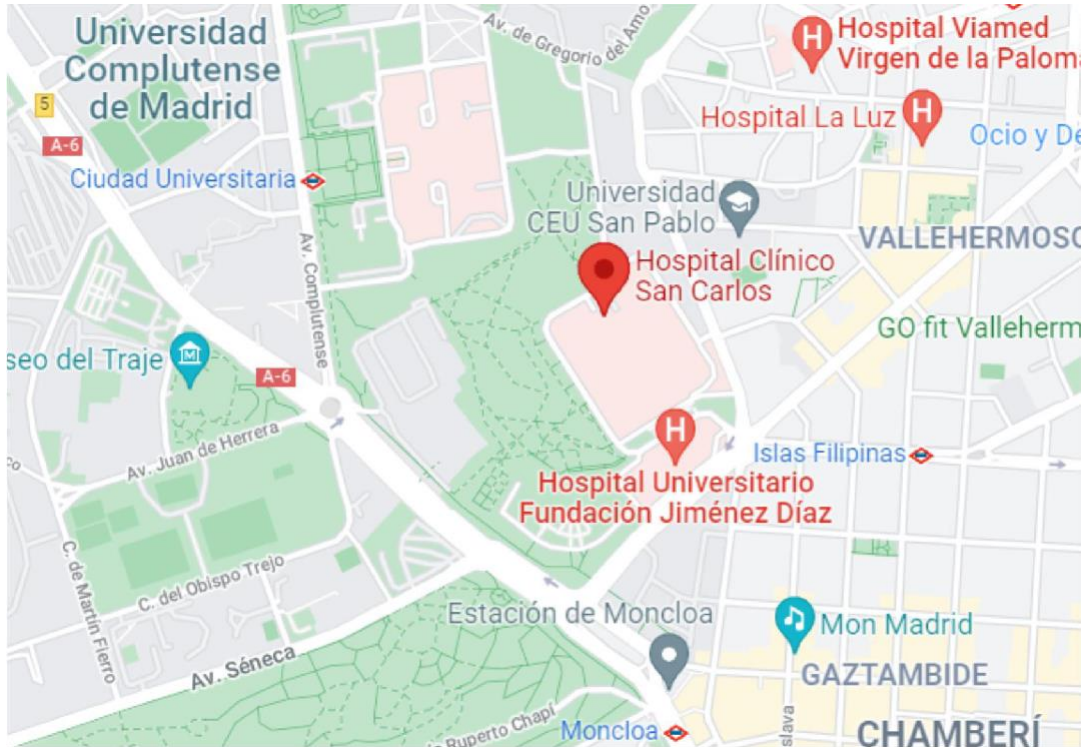 Universidad
Complutense
de Madrid
Av. de Gregorio del Amo
Hospital Viamed
Virgen de la Paloma
H
5
A-6
Hospital La Luz
H
Ocio y De
Ciudad Universitaria
Universidad
CEU San Pablo
VALLEHERMOSO
Av. Complutense
Hospital Clínico
San Carlos
GO fit Valleherm
seo del Traje
M
A-6
Av. Juan de Herrera
H
Islas Filipinas
Hospital Universitario
Fundación Jiménez Díaz
C. de Martín Fierro
C. del Obispo Trejo
Estación de Moncloa
Mon Madrid
Av. Séneca
GAZTAMBIDE
Ruperto Chapí
Moncloa
slava
CHAMBERÍ